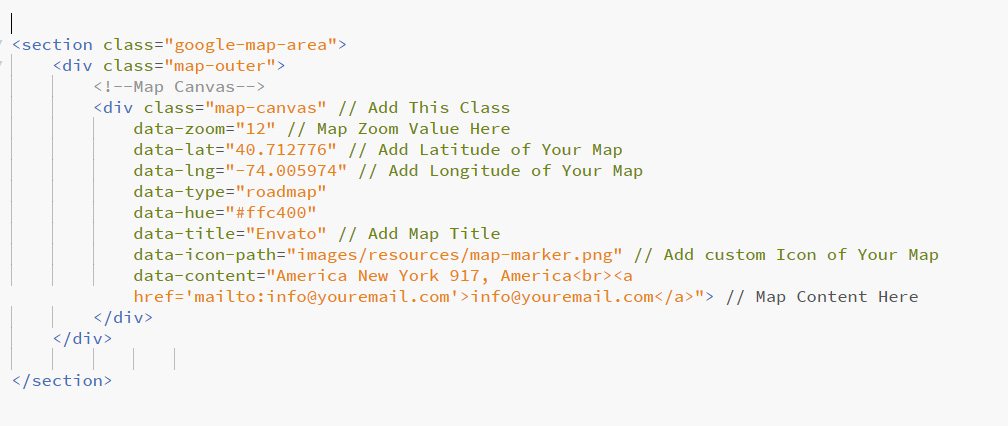 <section class="google-map-area">
<div class="map-outer">
<!--Map Canvas-->
<div class="map-canvas" // Add This Class
data-zoom="12" // Map Zoom Value Here
data-lat="40.712776" // Add Latitude of Your Map
data-lng="-74.005974" // Add Longitude of Your Map
data-type="roadmap"
data-hue="#ffc400"
data-title="Envato" // Add Map Title
data-icon-path="images/resources/map-marker.png" // Add custom Icon of Your Map
data-content="America New York 917, America<br><a
href='mailto:info@youremail.com'>info@youremail.com</a>"> // Map Content Here
</div>
</div>
</section>